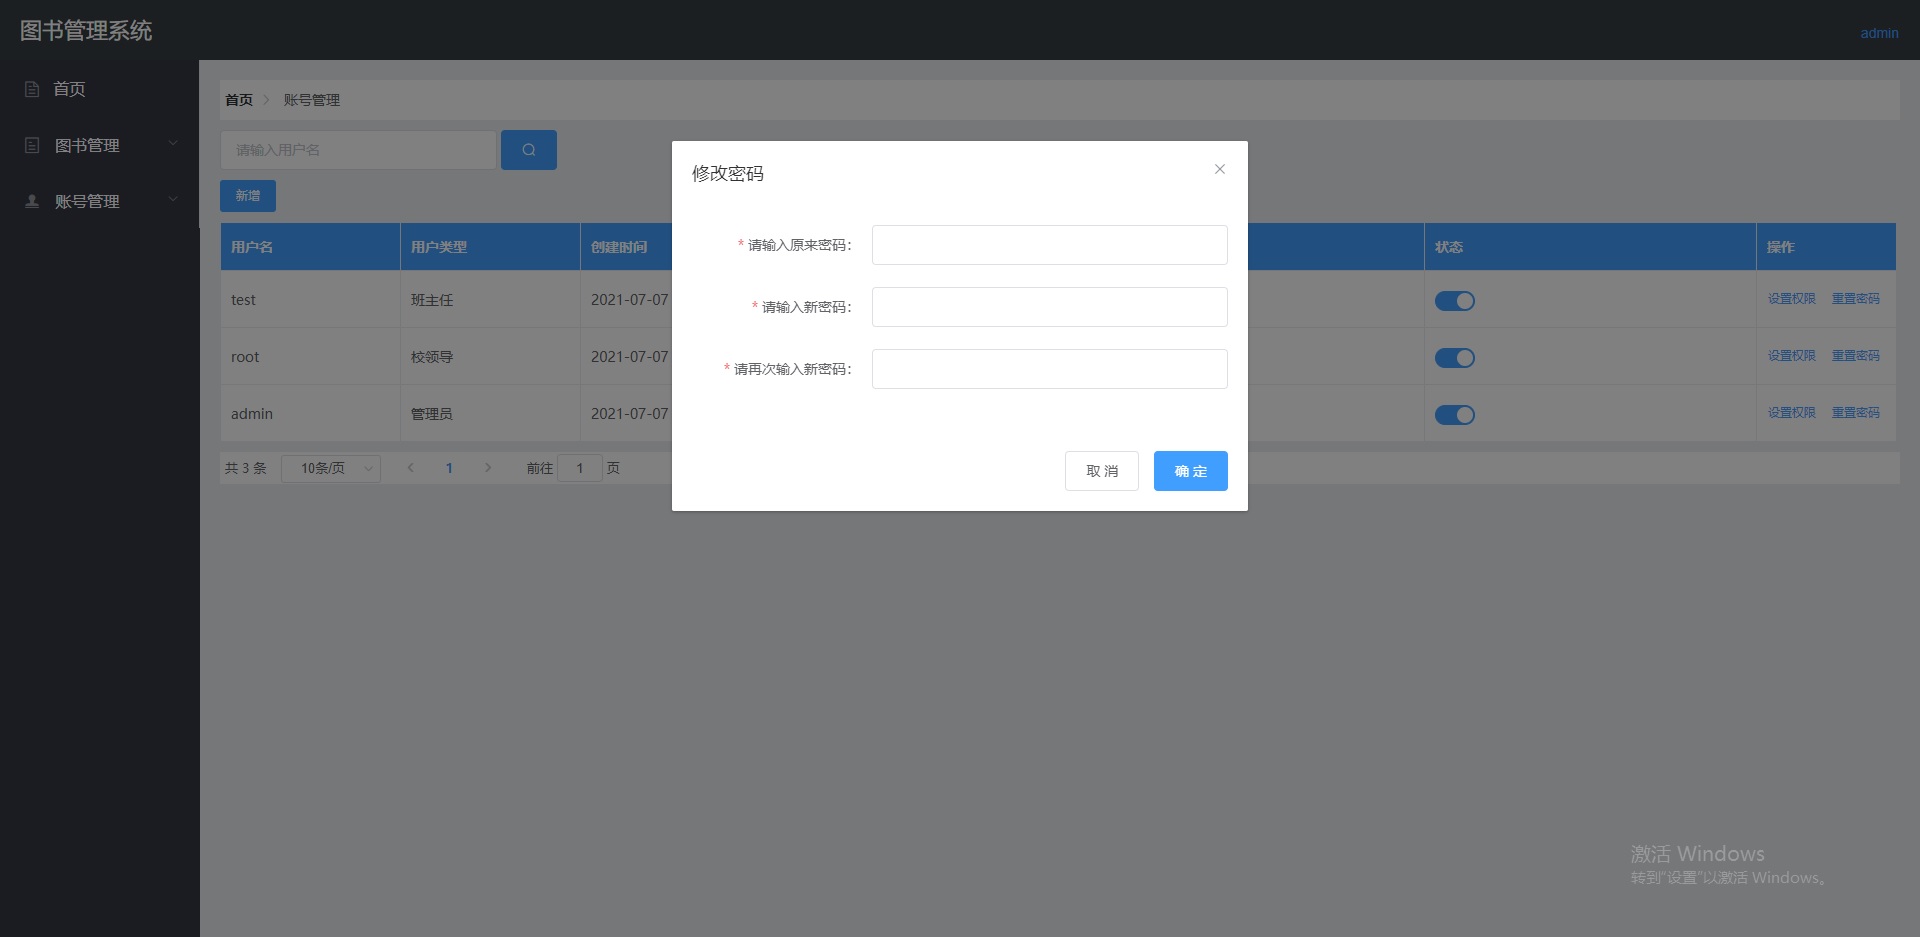 图书管理系统
admin
首页
图书管理
账号管理
首页 账号管理
请输入用户名
新增
用户名 用户类型 创建时间 状态 操作
test 班主任 2021-07-07 设置权限 重置密码
root 校领导 2021-07-07 设置权限 重置密码
admin 管理员 2021-07-07 设置权限 重置密码
共 3 条 10条/页 1 前往 1 页
修改密码
* 请输入原来密码：
* 请输入新密码：
* 请再次输入新密码：
取 消 确 定
激活 Windows
转到"设置"以激活 Windows。